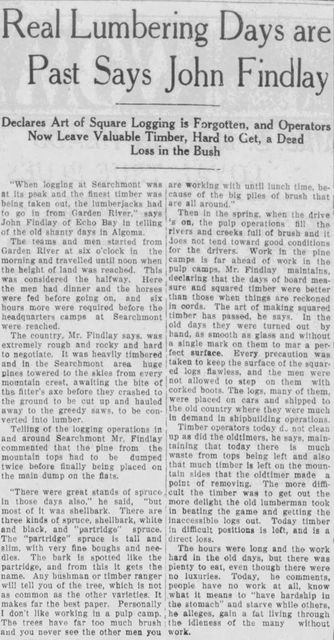 Real Lumbering Days are
Past Says John Findlay
Declares Art of Square Logging is Forgotten, and Operators
Now Leave Valuable Timber, Hard to Get, a Dead
Loss in the Bush
"When logging at Searchmont was
at its peak and the finest timber was
being taken out, the lumberjacks had
to go in from Garden River," says
John Findlay of Echo Bay in telling
of the old shanty days in Algoma.
The teams and men started from
Garden River at six o'clock in the
morning and travelled until noon when
the height of land was reached. This
was considered the halfway. Here
the men had dinner and the horses
were fed before going on, and six
hours more were required before the
headquarters camps at Searchmont
were reached.
The country, Mr. Findlay says, was
extremely rough and rocky and hard
to negotiate. It was heavily timbered
and in the Searchmont area huge
pines towered to the skies from every
mountain crest, awaiting the bite of
the fitter's axe before they crashed to
the ground to be cut up and hauled
away to the greedy saws, to be con-
verted into lumber.
Telling of the logging operations in
and around Searchmont Mr. Findlay
commented that the pine from the
mountain tops had to be dumped
twice before finally being placed on
the main dump on the flats.
"There were great stands of spruce
in those days also," he said, "but
most of it was shellbark. There are
three kinds of spruce, shellbark, white
and black, and "partridge" spruce.
The "partridge" spruce is tall and
slim, with very fine boughs and nee-
dles. The bark is spotted like the
partridge, and from this it gets the
name. Any bushman or timber ranger
will tell you of the tree, which is not
as common as the other varieties. It
makes far the best paper. Personally
I don't like working in a pulp camp.
The trees have far too much brush
and you never see the other men you
are working with until lunch time, be-
cause of the big piles of brush that
are all around."
Then in the spring, when the drive
's on, the pulp operations fill the
rivers and creeks full of brush and it
does not tend toward good conditions
for the drivers. Work in the pine
camps is far ahead of work in the
pulp camps, Mr. Findlay maintains,
declaring that the days of board meas-
ure and squared timber were better
than those when things are reckoned
in cords. The art of making squared
timber has passed, he says. In the
old days they were turned out by
hand, as smooth as glass and without
a single mark on them to mar a per-
fect surface. Every precaution was
taken to keep the surface of the squar-
ed logs flawless, and the men were
not allowed to step on them with
corked boots. The logs, many of them,
were placed on cars and shipped to
the old country where they were much
in demand in shipbuilding operations.
Timber operators today d. not clean
up as did the oldtimers, he says, main-
taining that today there is much
waste from tops being left and also
that much timber is left on the moun-
tain sides that the oldtimer made a
point of removing. The more diffi-
cult the timber was to get out the
more delight the old lumberman took
in beating the game and getting the
inaccessible logs out. Today timber
in difficult positions is left, and is a
direct loss.
The hours were long and the work
hard in the old days, but there was
plenty to eat, even though there were
no luxuries. Today, he comments,
people have no work at all, know
what it means to "have hardship in
the stomach" and starve while others,
he alleges, gain a fat living through
the idleness of the many without
work.